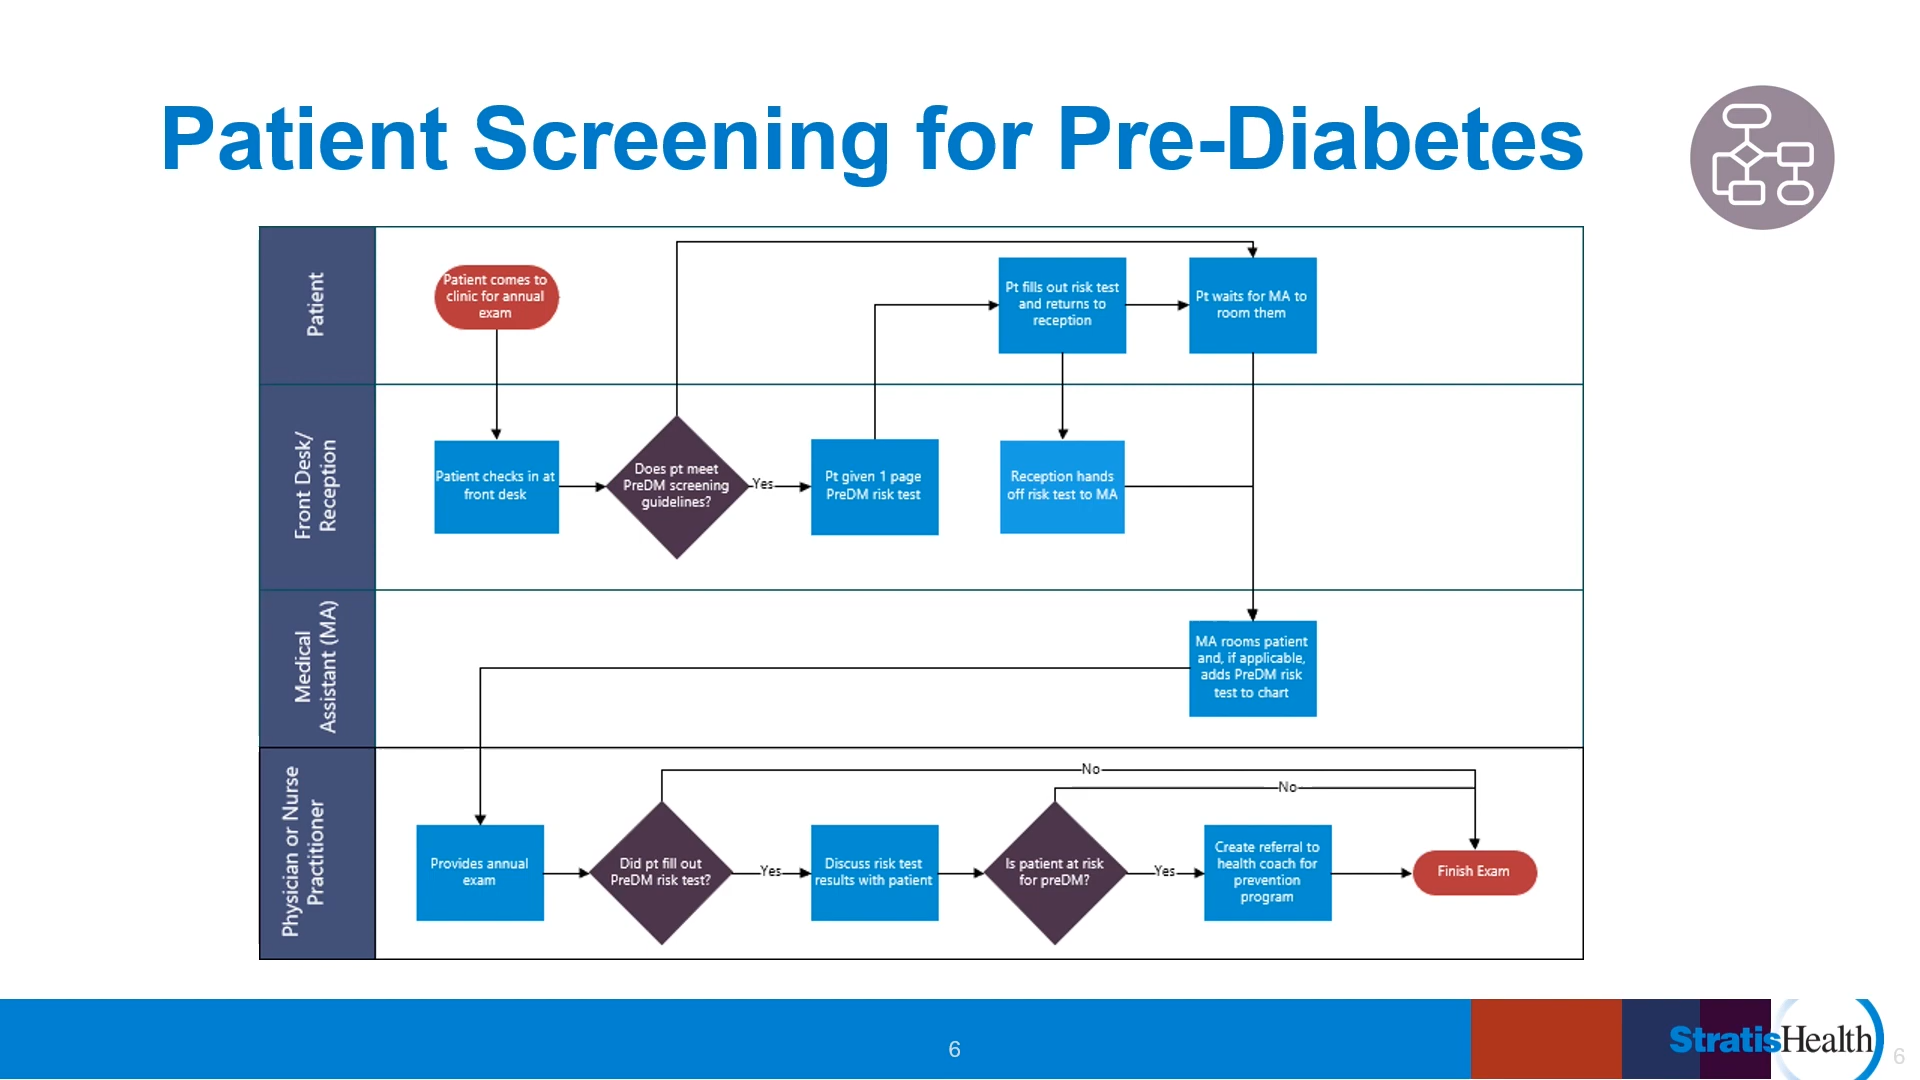 Patient Screening for Pre-Diabetes
Patient
Patient comes to
clinic for annual
exam
Pt fills out risk test
and returns to
reception
Pt waits for MA to
room them
Front Desk/
Reception
Patient checks in at
front desk
Does pt meet
PreDM screening
guidelines?
Yes
Pt given 1 page
PreDM risk test
Reception hands
off risk test to MA
Medical
Assistant (MA)
MA rooms patient
and, if applicable,
adds PreDM risk
test to chart
Physician or Nurse
Practitioner
Provides annual
exam
Did pt fill out
PreDM risk test?
No
Yes
Discuss risk test
results with patient
Is patient at risk
for preDM?
No
Yes
Create referral to
health coach for
prevention
program
Finish Exam
6
StratisHealth
6